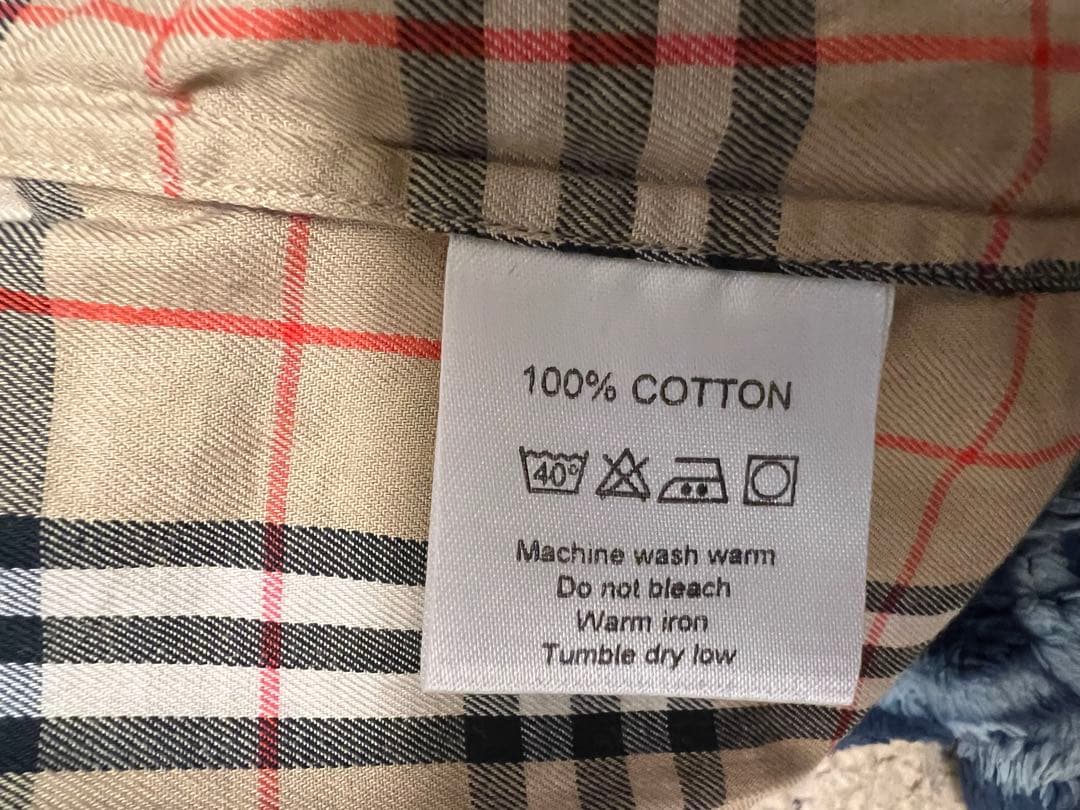 100% COTTON
40°
Machine wash warm
Do not bleach
Warm iron
Tumble dry low